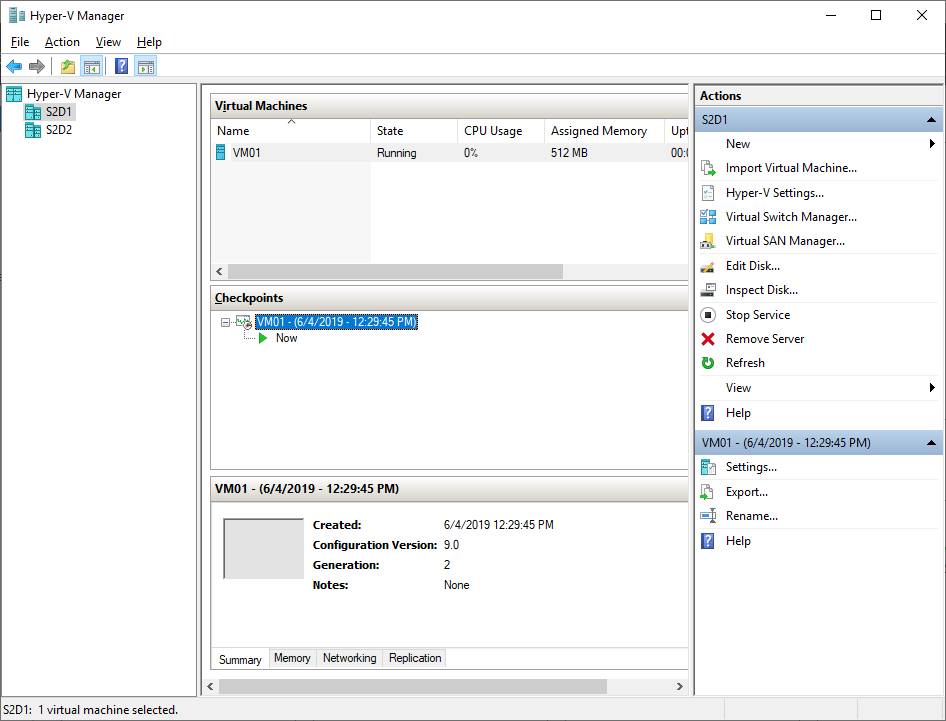 Hyper-V Manager
File Action View Help
Hyper-V Manager
S2D1
S2D2
Virtual Machines
Name State CPU Usage Assigned Memory Upt
VM01 Running 0% 512 MB 00:0
Checkpoints
VM01 - (6/4/2019 - 12:29:45 PM)
Now
VM01 - (6/4/2019 - 12:29:45 PM)
Created: 6/4/2019 12:29:45 PM
Configuration Version: 9.0
Generation: 2
Notes: None
Summary Memory Networking Replication
Actions
S2D1
New
Import Virtual Machine...
Hyper-V Settings...
Virtual Switch Manager...
Virtual SAN Manager...
Edit Disk...
Inspect Disk...
Stop Service
Remove Server
Refresh
View
Help
VM01 - (6/4/2019 - 12:29:45 PM)
Settings...
Export...
Rename...
Help
S2D1: 1 virtual machine selected.